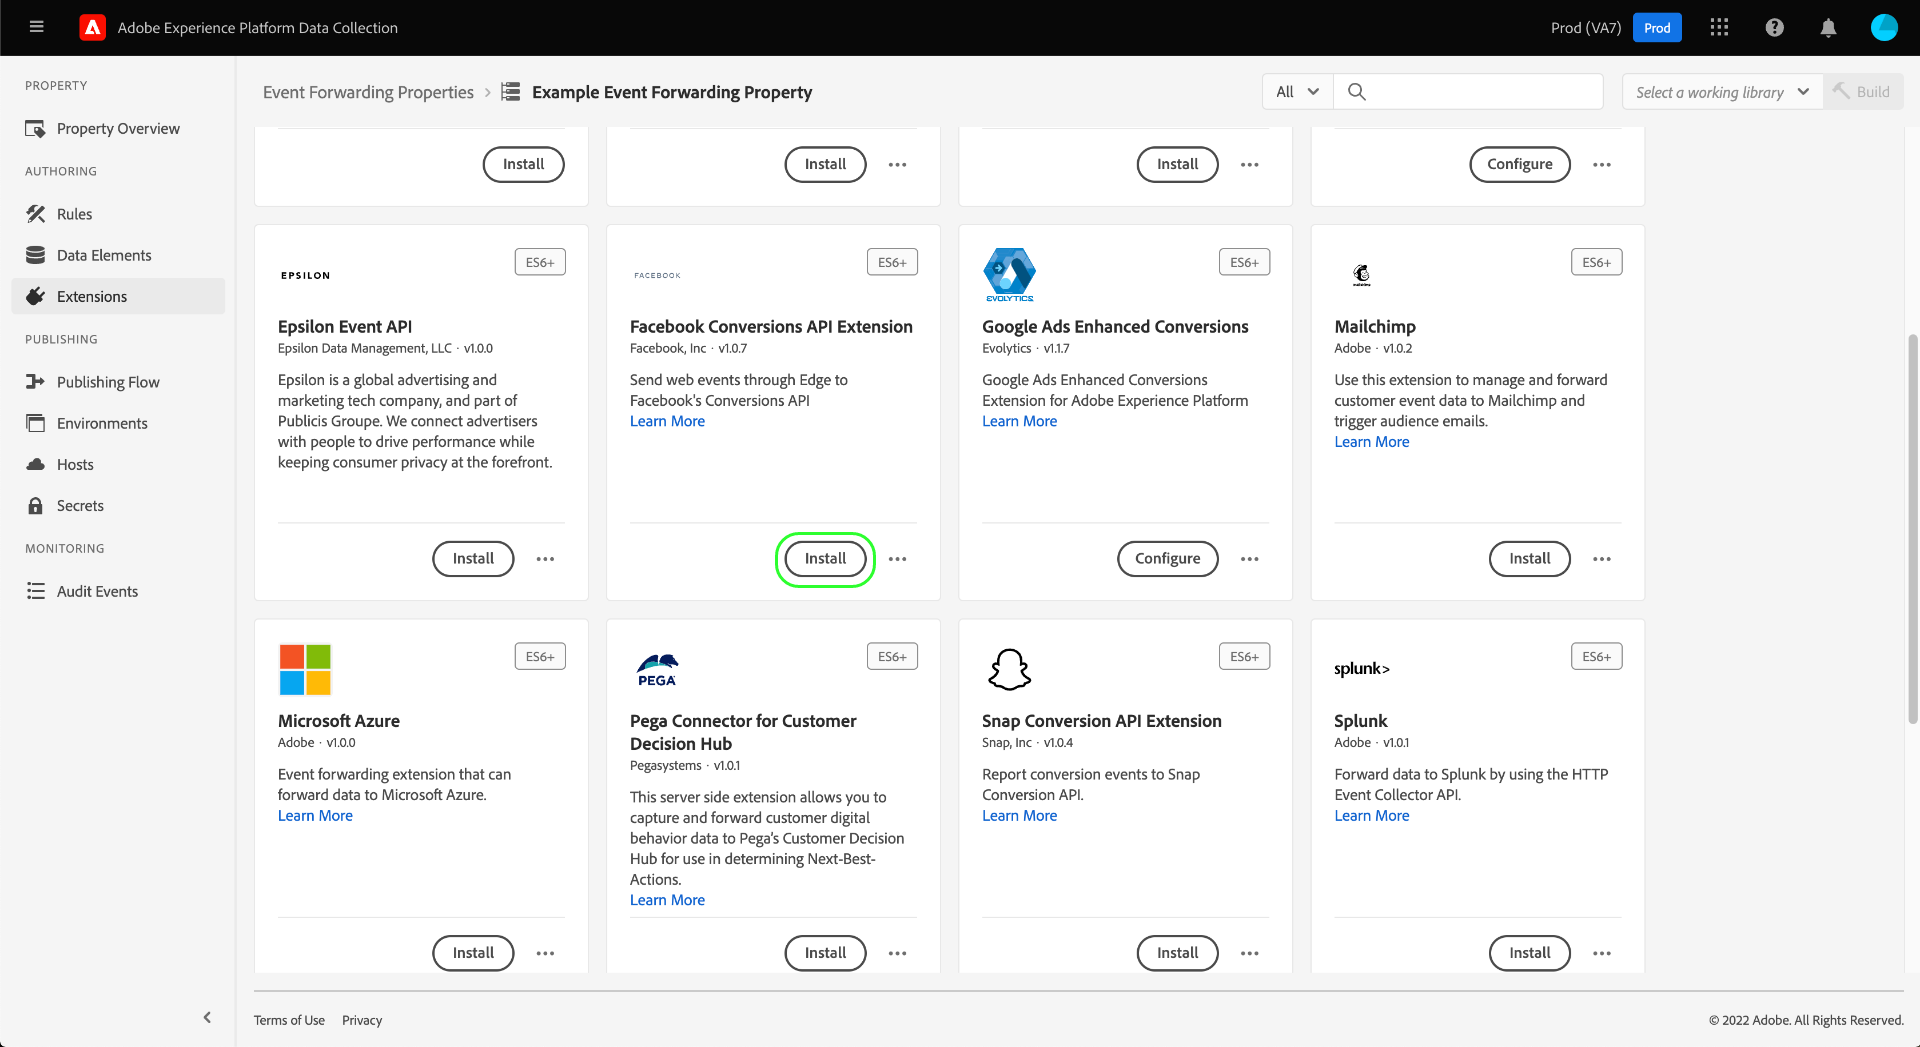 Adobe Experience Platform Data Collection
Prod (VA7)
Prod
PROPERTY
Property Overview
AUTHORING
Rules
Data Elements
Extensions
PUBLISHING
Publishing Flow
Environments
Hosts
Secrets
MONITORING
Audit Events
Event Forwarding Properties
Example Event Forwarding Property
All
Select a working library
Build
Install
Install
Install
Configure
EPSILON
ES6+
Epsilon Event API
Epsilon Data Management, LLC · v1.0.0
Epsilon is a global advertising and
marketing tech company, and part of
Publicis Groupe. We connect advertisers
with people to drive performance while
keeping consumer privacy at the forefront.
Install
FACEBOOK
ES6+
Facebook Conversions API Extension
Facebook, Inc · v1.0.7
Send web events through Edge to
Facebook's Conversions API
Learn More
Install
EVOLYTICS
ES6+
Google Ads Enhanced Conversions
Evolytics · v1.1.7
Google Ads Enhanced Conversions
Extension for Adobe Experience Platform
Learn More
Configure
mailchimp
ES6+
Mailchimp
Adobe · v1.0.2
Use this extension to manage and forward
customer event data to Mailchimp and
trigger audience emails.
Learn More
Install
ES6+
Microsoft Azure
Adobe · v1.0.0
Event forwarding extension that can
forward data to Microsoft Azure.
Learn More
Install
PEGA
ES6+
Pega Connector for Customer
Decision Hub
Pegasystems · v1.0.1
This server side extension allows you to
capture and forward customer digital
behavior data to Pega's Customer Decision
Hub for use in determining Next-Best-
Actions.
Learn More
Install
ES6+
Snap Conversion API Extension
Snap, Inc · v1.0.4
Report conversion events to Snap
Conversion API.
Learn More
Install
splunk>
ES6+
Splunk
Adobe · v1.0.1
Forward data to Splunk by using the HTTP
Event Collector API.
Learn More
Install
Terms of Use
Privacy
© 2022 Adobe. All Rights Reserved.